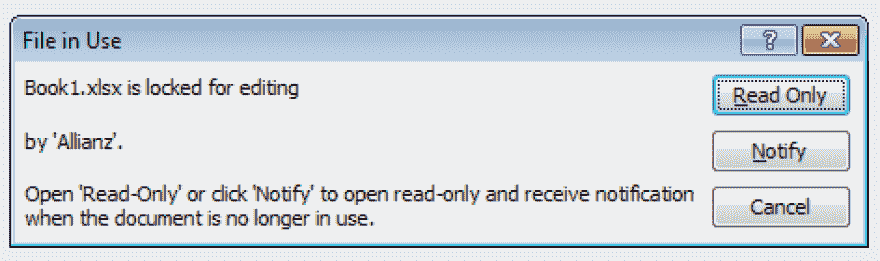 File in Use
Book1.xlsx is locked for editing
Read Only
by 'Allianz'.
Notify
Open 'Read-Only' or click 'Notify' to open read-only and receive notification
when the document is no longer in use.
Cancel